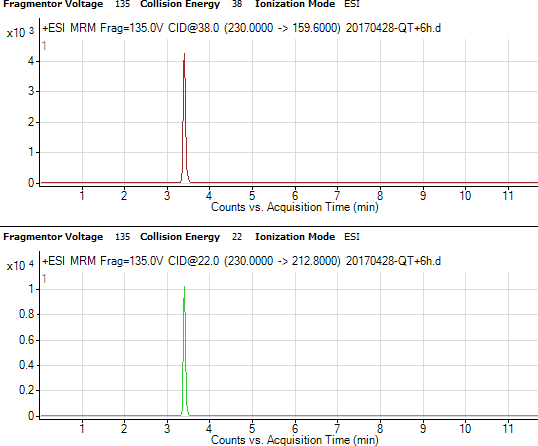 Fragmentor Voltage 135 Collision Energy 38 Ionization Mode ESI
x10 3
+ESI MRM Frag=135.0V CID@38.0 (230.0000 -> 159.6000) 20170428-QT+6h.d
1
4
3
2
1
0
1 2 3 4 5 6 7 8 9 10 11
Counts vs. Acquisition Time (min)
Fragmentor Voltage 135 Collision Energy 22 Ionization Mode ESI
x10 4
+ESI MRM Frag=135.0V CID@22.0 (230.0000 -> 212.8000) 20170428-QT+6h.d
1
1
0.8
0.6
0.4
0.2
0
1 2 3 4 5 6 7 8 9 10 11
Counts vs. Acquisition Time (min)